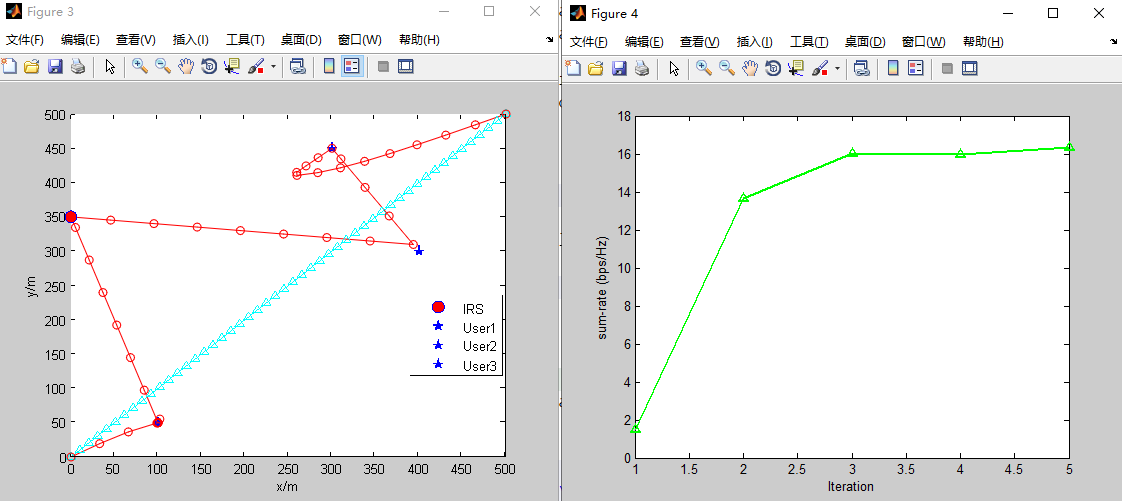 Figure 3
文件(F) 编辑(E) 查看(V) 插入(I) 工具(T) 桌面(D) 窗口(W) 帮助(H)
500
450
400
350
300
250
200
150
100
50
0
y/m
IRS
User1
User2
User3
0 50 100 150 200 250 300 350 400 450 500
x/m
Figure 4
文件(F) 编辑(E) 查看(V) 插入(I) 工具(T) 桌面(D) 窗口(W) 帮助(H)
18
16
14
12
10
8
6
4
2
0
sum-rate (bps/Hz)
1 1.5 2 2.5 3 3.5 4 4.5 5
Iteration